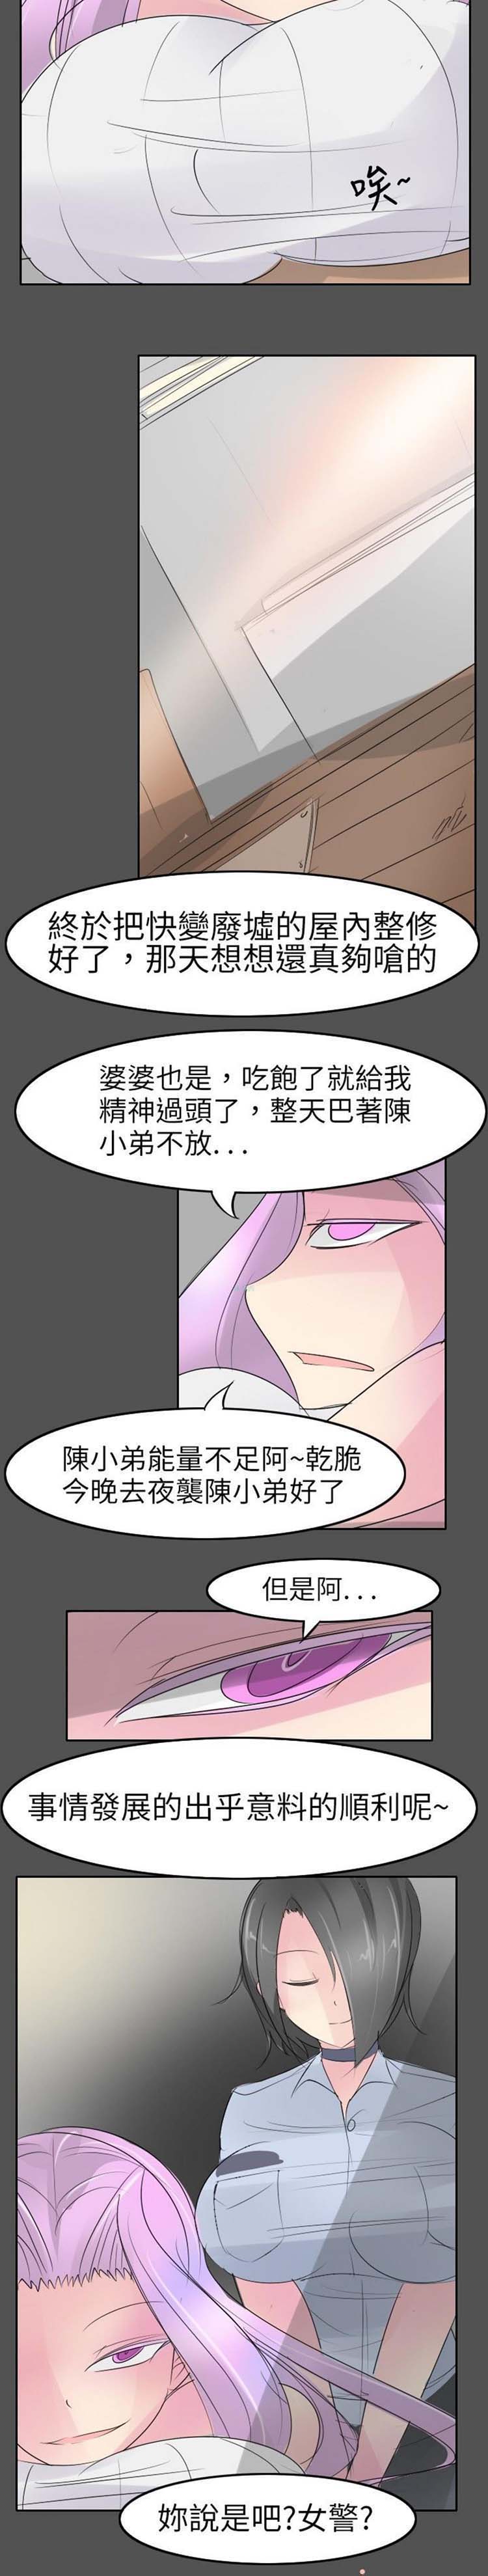 唉~
終於把快變廢墟的屋內整修
好了，那天想想還真夠嗆的
婆婆也是，吃飽了就給我
精神過頭了，整天巴著陳
小弟不放...
陳小弟能量不足阿~乾脆
今晚去夜襲陳小弟好了
但是阿...
事情發展的出乎意料的順利呢~
妳說是吧?女警?